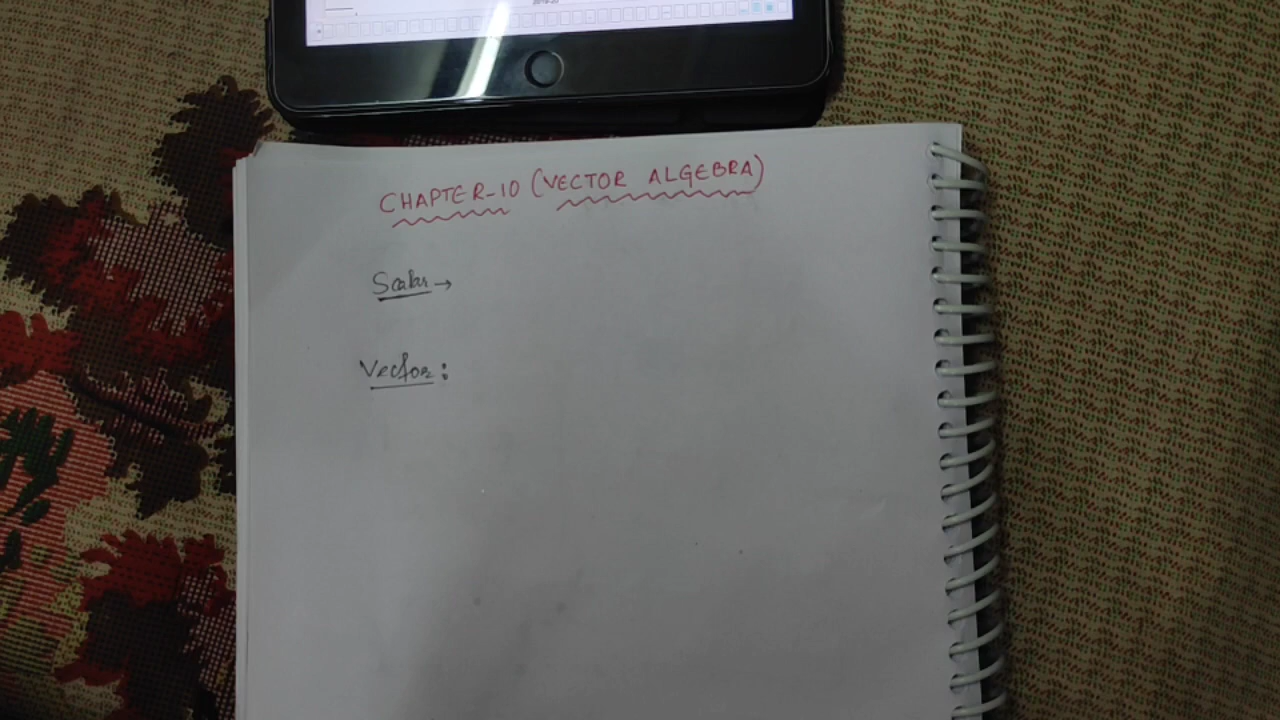 CHAPTER-10 (VECTOR ALGEBRA)
Scalar →
Vector :